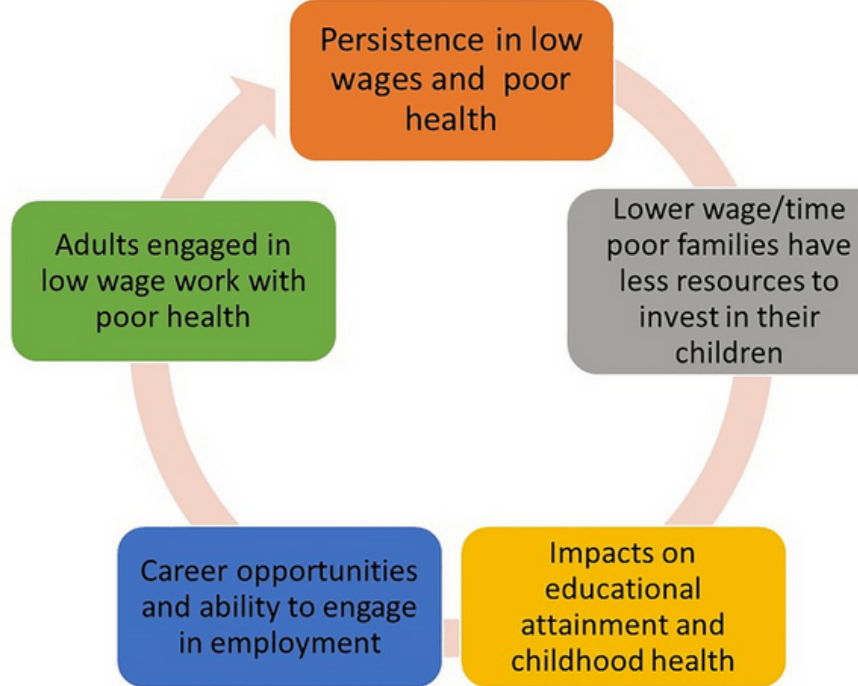 Persistence in low
wages and poor
health
Lower wage/time
poor families have
less resources to
invest in their
children
Impacts on
educational
attainment and
childhood health
Career opportunities
and ability to engage
in employment
Adults engaged in
low wage work with
poor health